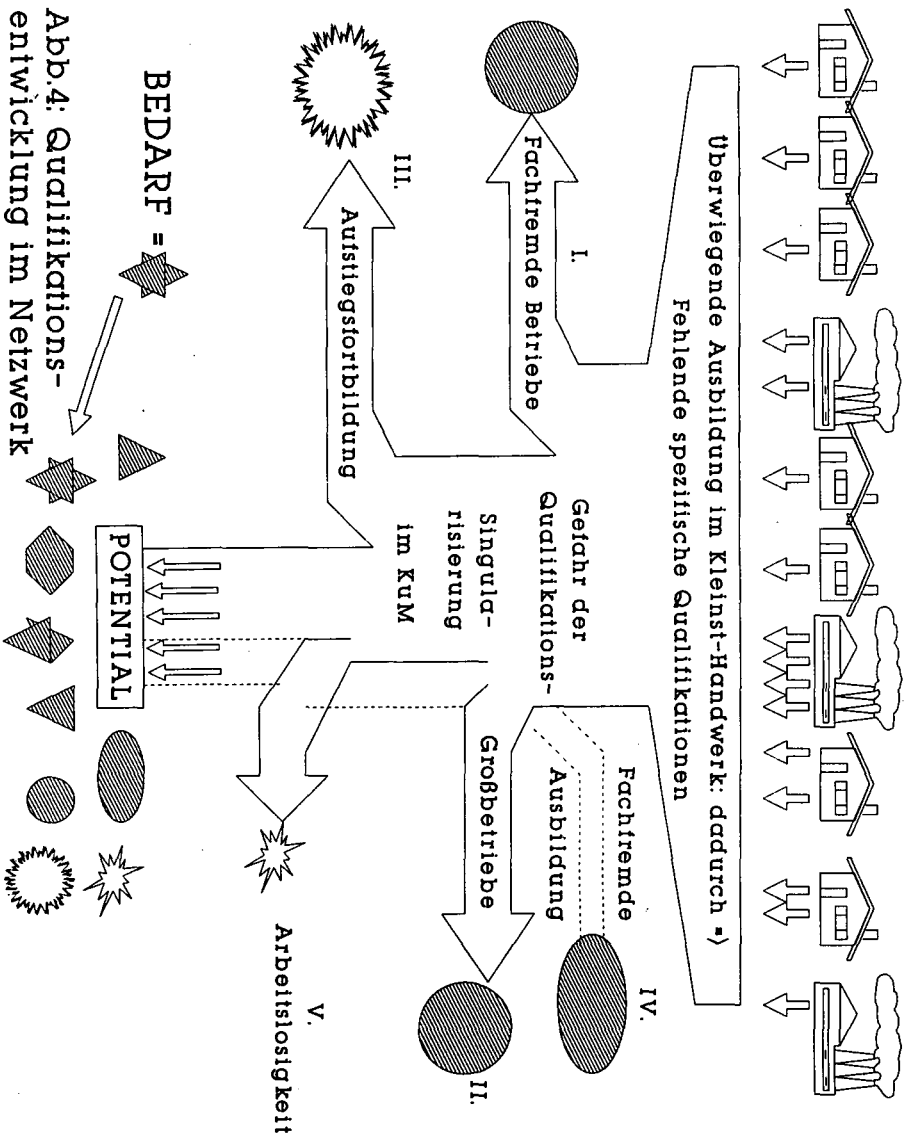 Überwiegende Ausbildung im Kleinst-Handwerk: dadurch =>
Fehlende spezifische Qualifikationen
I.
Fachfremde Betriebe
Gefahr der
Qualifikations-
Singula-
risierung
im KuM
Fachfremde
Ausbildung
IV.
Großbetriebe
II.
III.
Aufstiegsfortbildung
V.
Arbeitslosigkeit
BEDARF =
POTENTIAL
Abb.4: Qualifikations-
entwicklung im Netzwerk